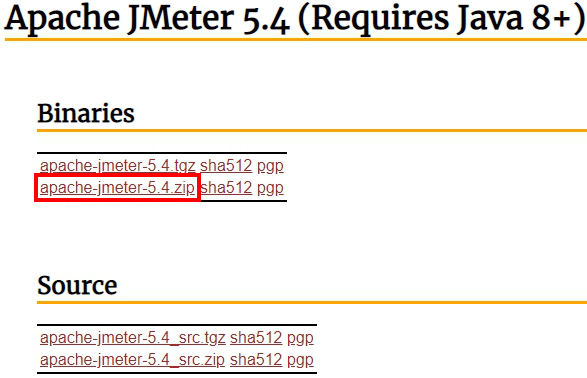 Apache JMeter 5.4 (Requires Java 8+)
Binaries
apache-jmeter-5.4.tgz sha512 pgp
apache-jmeter-5.4.zip sha512 pgp
Source
apache-jmeter-5.4_src.tgz sha512 pgp
apache-jmeter-5.4_src.zip sha512 pgp